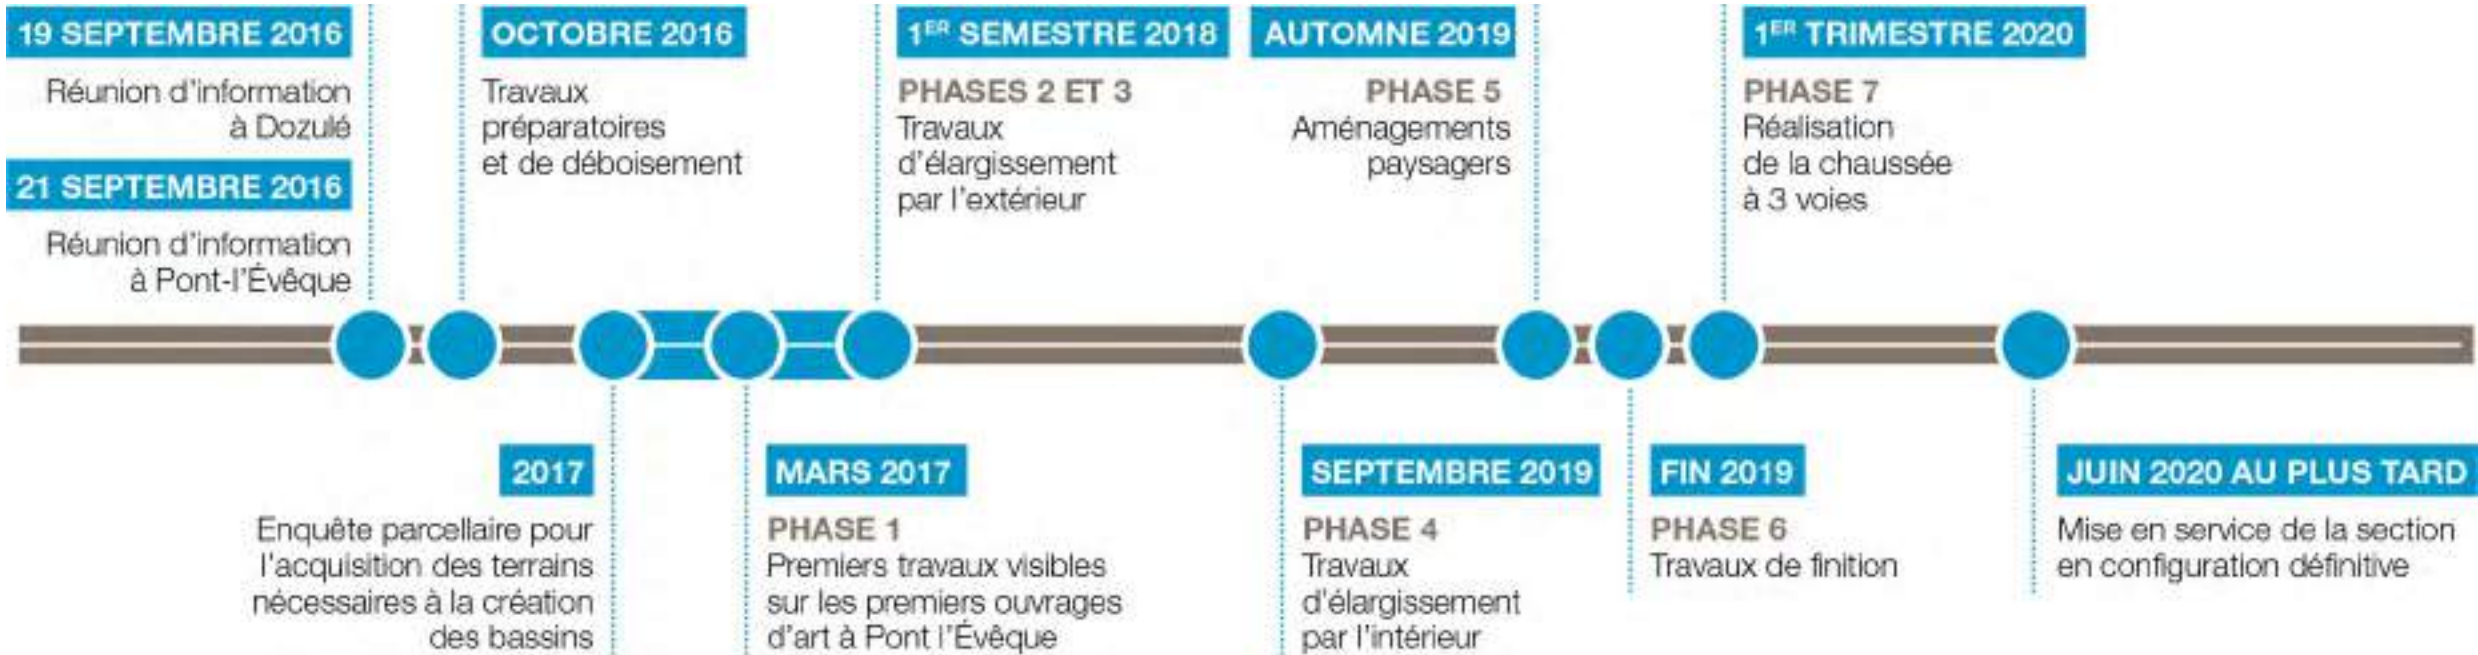 19 SEPTEMBRE 2016
Réunion d'information
à Dozulé
21 SEPTEMBRE 2016
Réunion d'information
à Pont-l'Évêque
OCTOBRE 2016
Travaux
préparatoires
et de déboisement
1ER SEMESTRE 2018
PHASES 2 ET 3
Travaux
d'élargissement
par l'extérieur
AUTOMNE 2019
PHASE 5
Aménagements
paysagers
1ER TRIMESTRE 2020
PHASE 7
Réalisation
de la chaussée
à 3 voies
2017
Enquête parcellaire pour
l'acquisition des terrains
nécessaires à la création
des bassins
MARS 2017
PHASE 1
Premiers travaux visibles
sur les premiers ouvrages
d'art à Pont l'Évêque
SEPTEMBRE 2019
PHASE 4
Travaux
d'élargissement
par l'intérieur
FIN 2019
PHASE 6
Travaux de finition
JUIN 2020 AU PLUS TARD
Mise en service de la section
en configuration définitive